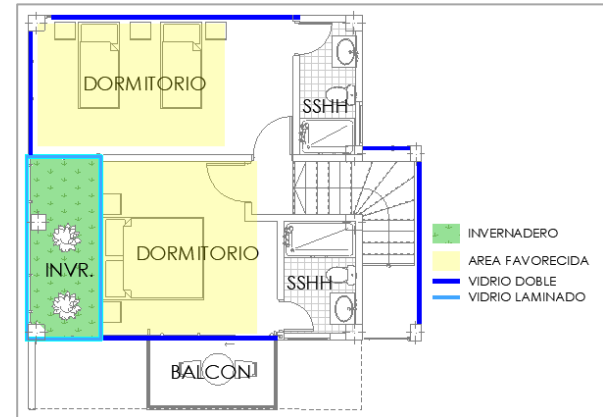 DORMITORIO
SSHH
DORMITORIO
INVR.
SSHH
BALCON
INVERNADERO
AREA FAVORECIDA
VIDRIO DOBLE
VIDRIO LAMINADO